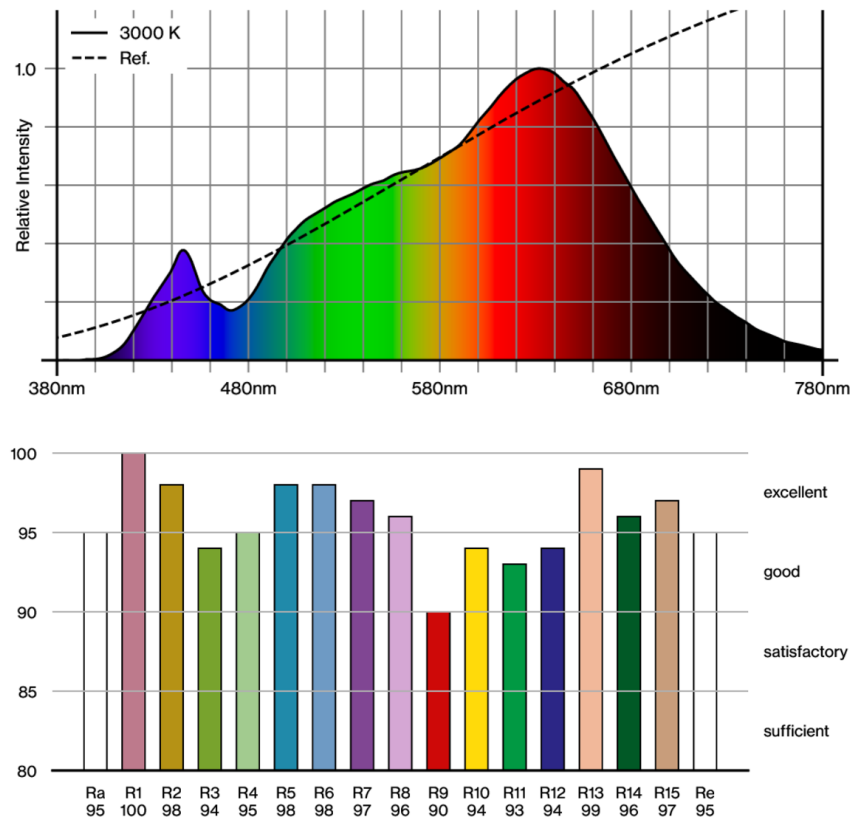 3000 K
Ref.
1.0
Relative Intensity
380nm 480nm 580nm 680nm 780nm
100
excellent
95
good
90
satisfactory
85
sufficient
80
Ra R1 R2 R3 R4 R5 R6 R7 R8 R9 R10 R11 R12 R13 R14 R15 Re
95 100 98 94 95 98 98 97 96 90 94 93 94 99 96 97 95